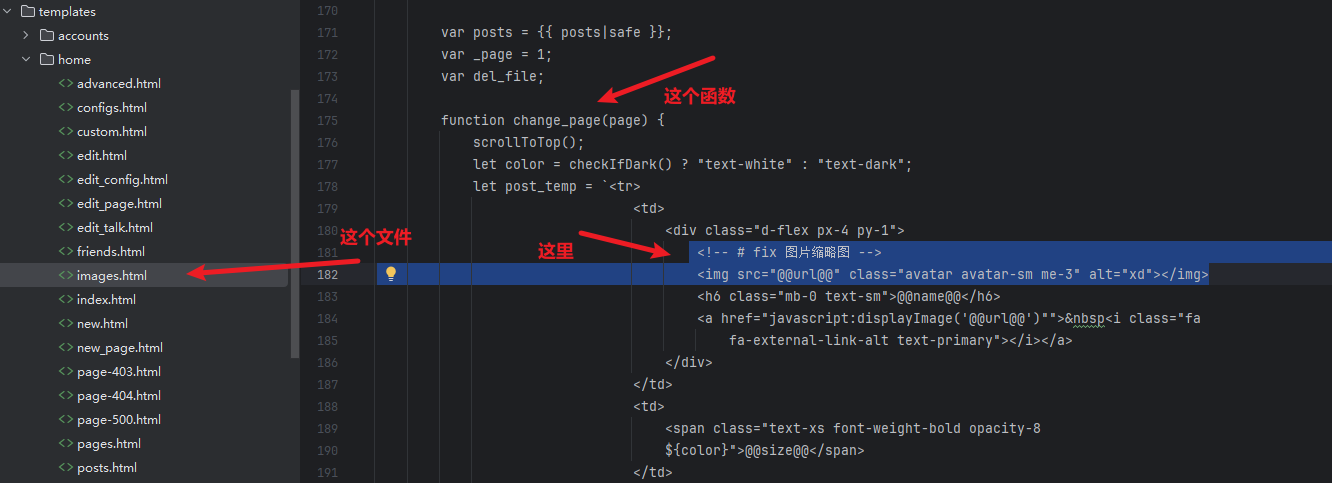 templates
accounts
home
advanced.html
configs.html
custom.html
edit.html
edit_config.html
edit_page.html
edit_talk.html
friends.html
images.html
index.html
new.html
new_page.html
page-403.html
page-404.html
page-500.html
pages.html
posts.html
这个文件
170
171 var posts = {{ posts|safe }};
172 var _page = 1;
173 var del_file;
174
这个函数
175 function change_page(page) {
176 scrollToTop();
177 let color = checkIfDark() ? "text-white" : "text-dark";
178 let post_temp = `<tr>
179 <td>
180 <div class="d-flex px-4 py-1">
这里
181 <!-- # fix 图片缩略图 -->
182 <img src="@@url@@" class="avatar avatar-sm me-3" alt="xd"></img>
183 <h6 class="mb-0 text-sm">@@name@@</h6>
184 <a href="javascript:displayImage('@@url@@')"">&nbsp<i class="fa
185 fa-external-link-alt text-primary"></i></a>
186 </div>
187 </td>
188 <td>
189 <span class="text-xs font-weight-bold opacity-8
190 ${color}">@@size@@</span>
191 </td>